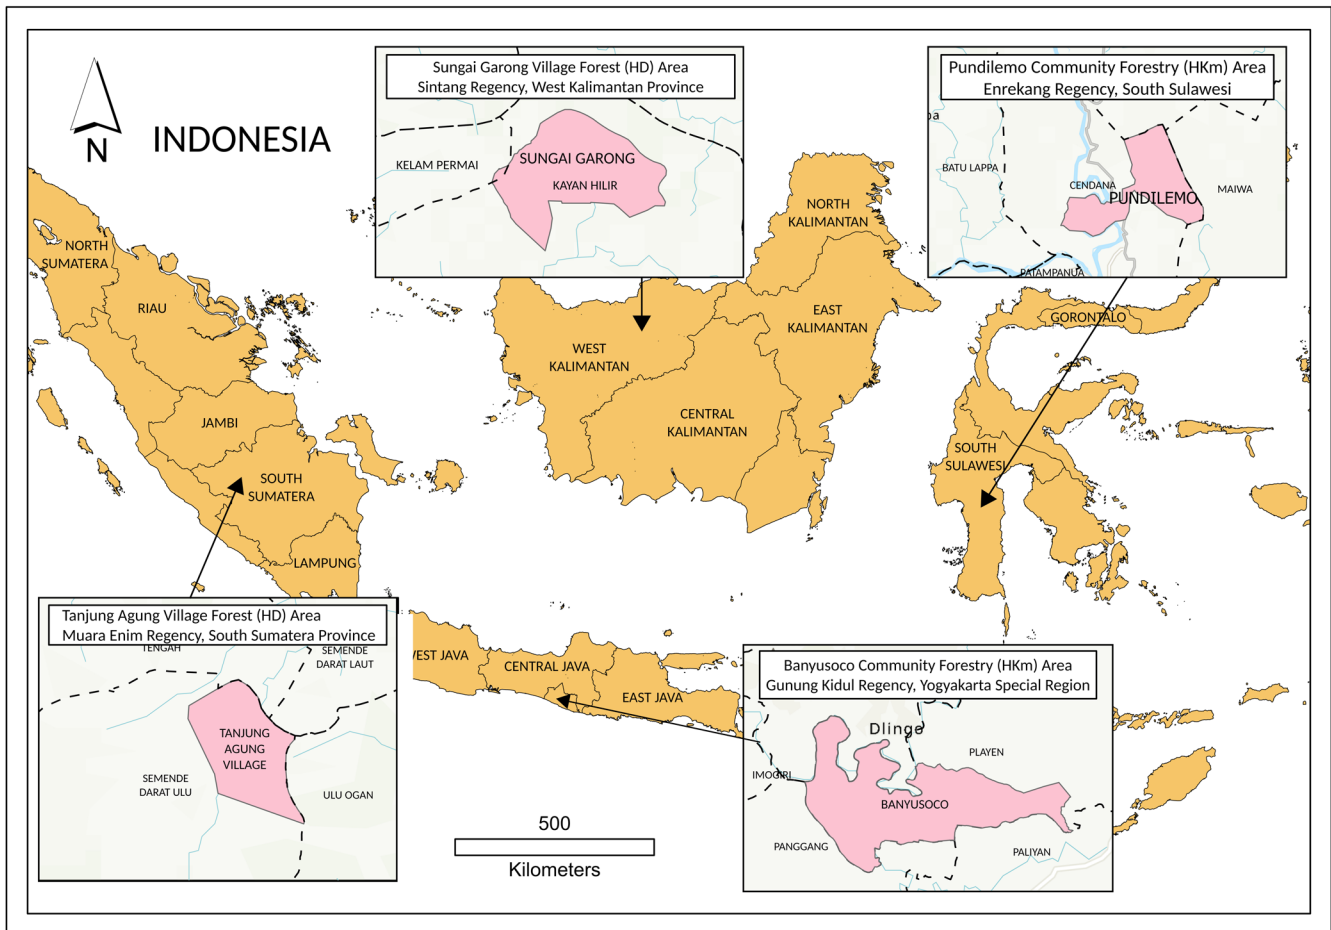 INDONESIA
N
Sungai Garong Village Forest (HD) Area
Sintang Regency, West Kalimantan Province
KELAM PERMAI
SUNGAI GARONG
KAYAN HILIR
Pundilemo Community Forestry (HKm) Area
Enrekang Regency, South Sulawesi
BATU LAPPA
CENDANA
PUNDILEMO
MAIWA
PATAMPANUA
NORTH
SUMATERA
RIAU
JAMBI
SOUTH
SUMATERA
LAMPUNG
NORTH
KALIMANTAN
EAST
KALIMANTAN
WEST
KALIMANTAN
CENTRAL
KALIMANTAN
GORONTALO
SOUTH
SULAWESI
Tanjung Agung Village Forest (HD) Area
Muara Enim Regency, South Sumatera Province
TENGAH
SEMENDE
DARAT LAUT
TANJUNG
AGUNG
VILLAGE
SEMENDE
DARAT ULU
ULU OGAN
WEST JAVA
CENTRAL JAVA
EAST JAVA
Banyusoco Community Forestry (HKm) Area
Gunung Kidul Regency, Yogyakarta Special Region
Dlingo
PLAYEN
IMOGIRI
BANYUSOCO
PANGGANG
PALIYAN
500
Kilometers